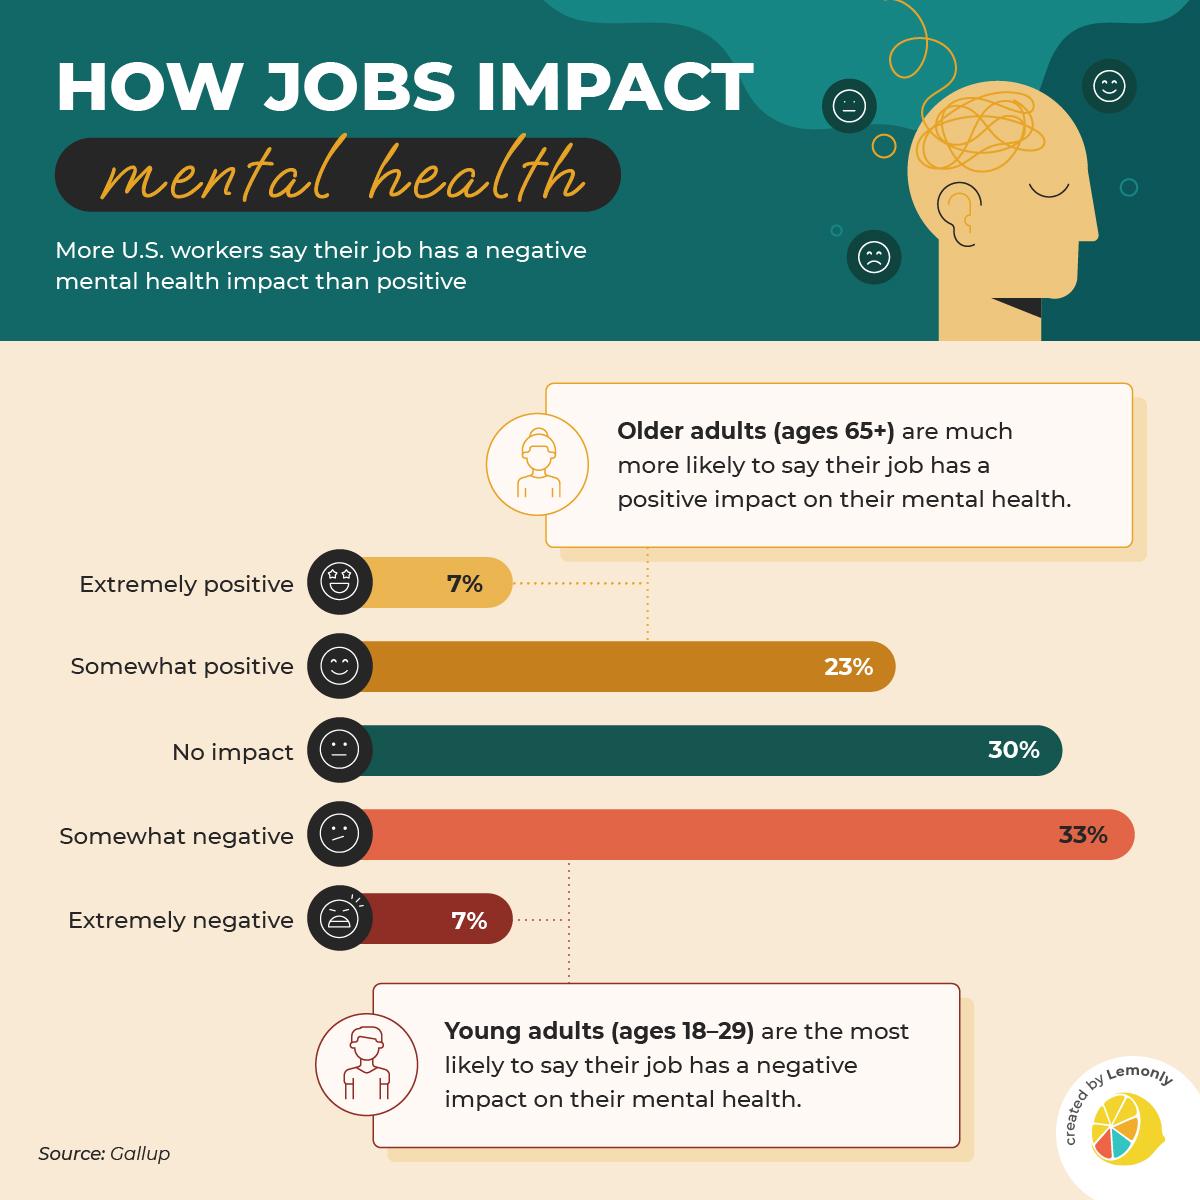 HOW JOBS IMPACT
mental health
More U.S. workers say their job has a negative
mental health impact than positive
Older adults (ages 65+) are much
more likely to say their job has a
positive impact on their mental health.
Extremely positive 7%
Somewhat positive 23%
No impact 30%
Somewhat negative 33%
Extremely negative 7%
Young adults (ages 18–29) are the most
likely to say their job has a negative
impact on their mental health.
Source: Gallup
created by Lemonly